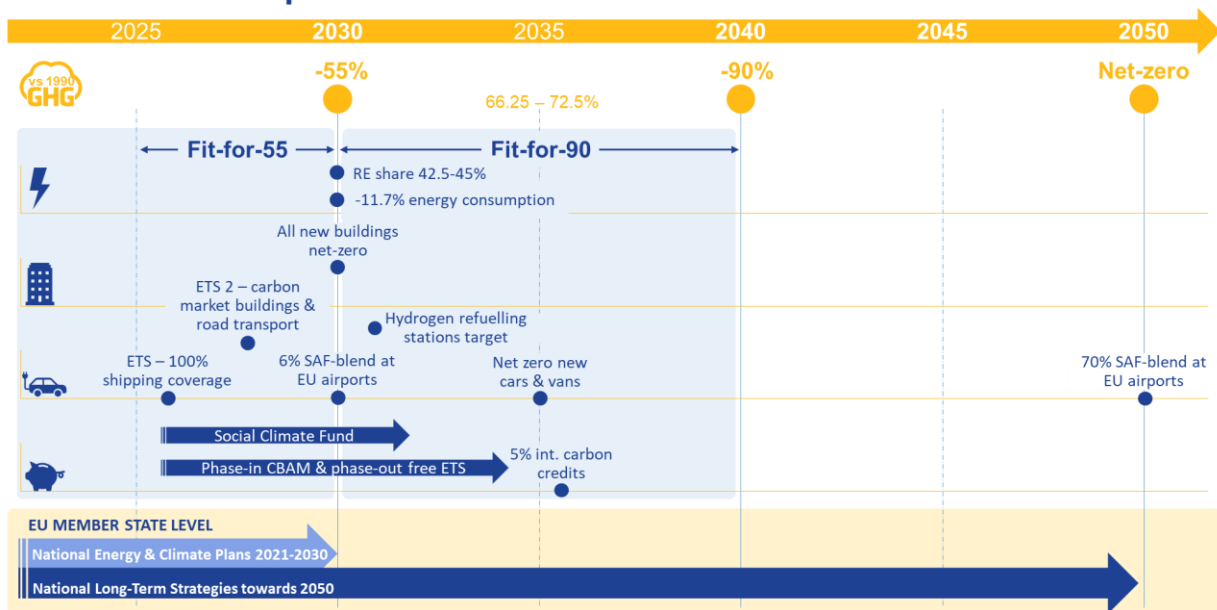 2025
2030
2035
2040
2045
2050
vs 1990
GHG
-55%
66.25 – 72.5%
-90%
Net-zero
Fit-for-55
Fit-for-90
RE share 42.5-45%
-11.7% energy consumption
All new buildings
net-zero
ETS 2 – carbon
market buildings &
road transport
Hydrogen refuelling
stations target
ETS – 100%
shipping coverage
6% SAF-blend at
EU airports
Net zero new
cars & vans
70% SAF-blend at
EU airports
Social Climate Fund
Phase-in CBAM & phase-out free ETS
5% int. carbon
credits
EU MEMBER STATE LEVEL
National Energy & Climate Plans 2021-2030
National Long-Term Strategies towards 2050